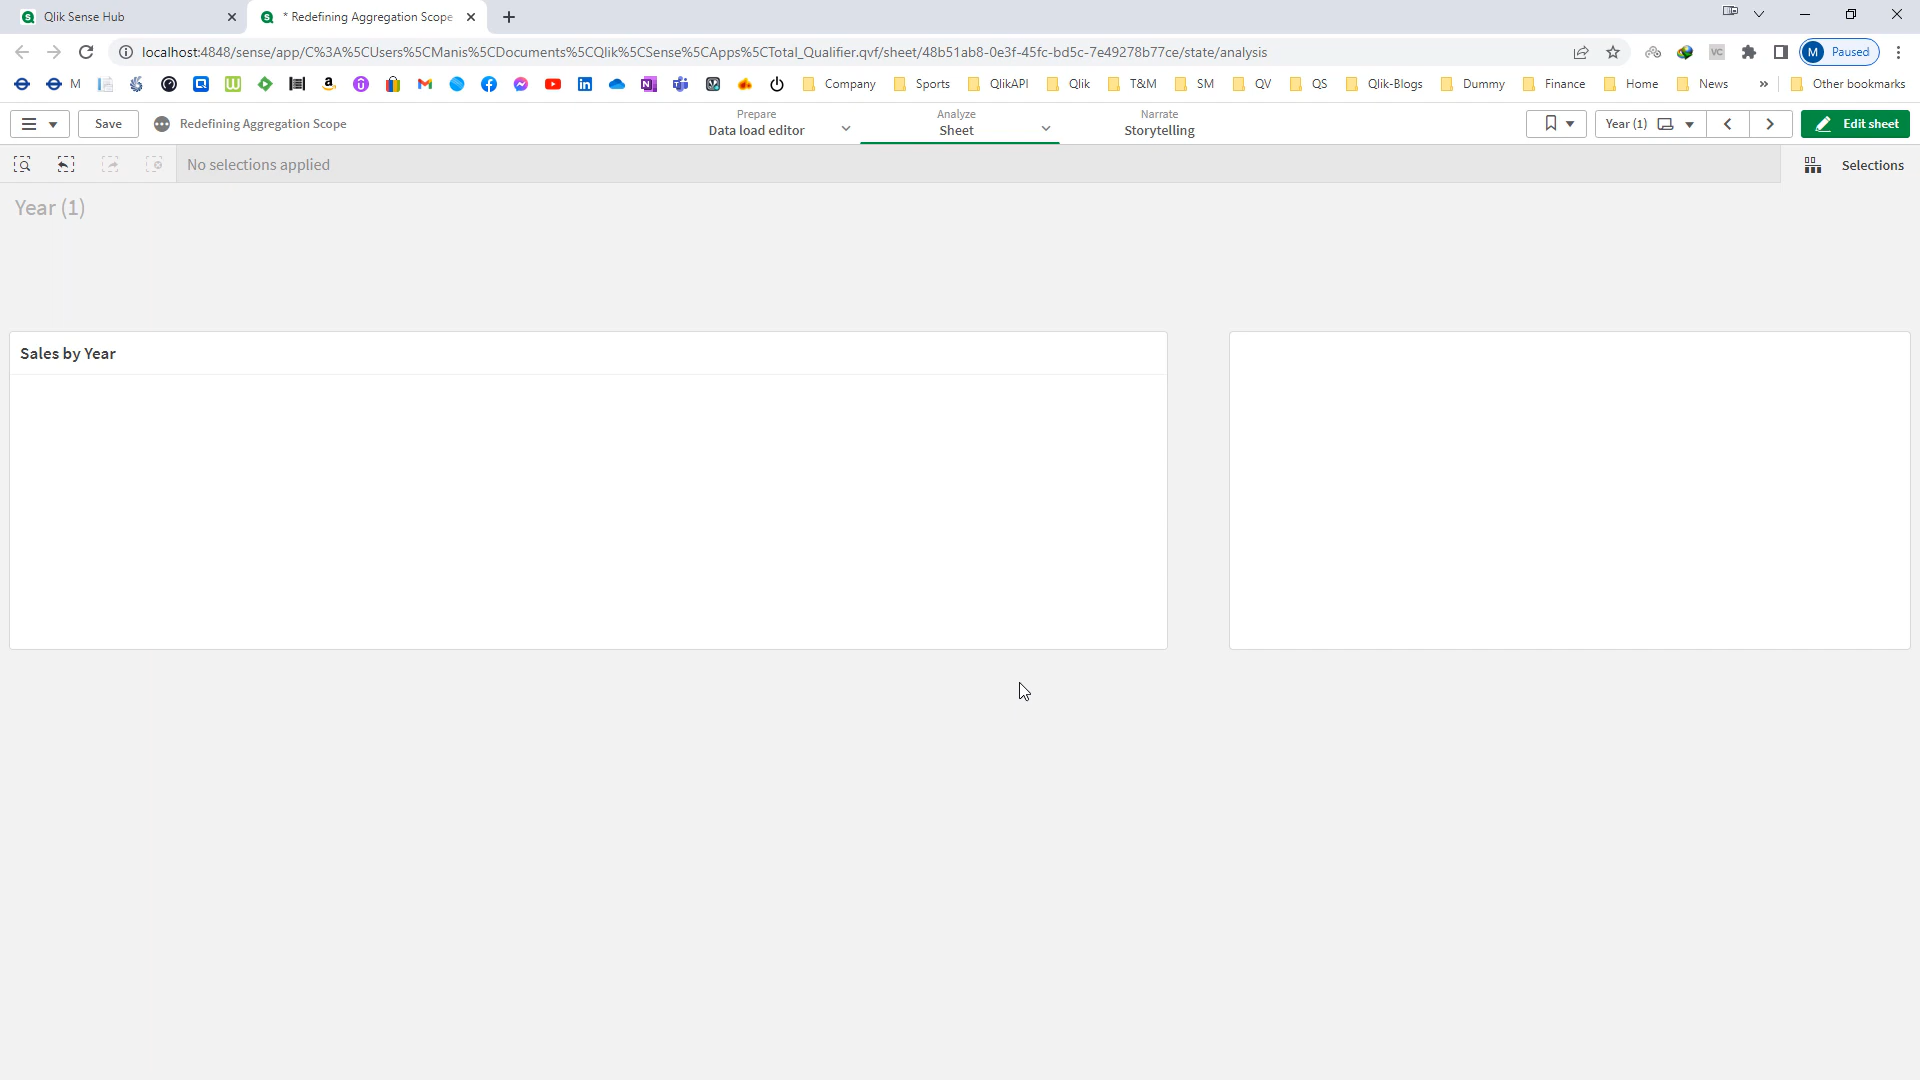 Qlik Sense Hub
* Redefining Aggregation Scope
localhost:4848/sense/app/C%3A%5CUsers%5CManis%5CDocuments%5CQlik%5CSense%5CApps%5CTotal_Qualifier.qvf/sheet/48b51ab8-0e3f-45fc-bd5c-7e49278b77ce/state/analysis
VC
M Paused
M
Company
Sports
QlikAPI
Qlik
T&M
SM
QV
QS
Qlik-Blogs
Dummy
Finance
Home
News
»
Other bookmarks
Save
Redefining Aggregation Scope
Prepare
Data load editor
Analyze
Sheet
Narrate
Storytelling
Year (1)
Edit sheet
No selections applied
Selections
Year (1)
Sales by Year